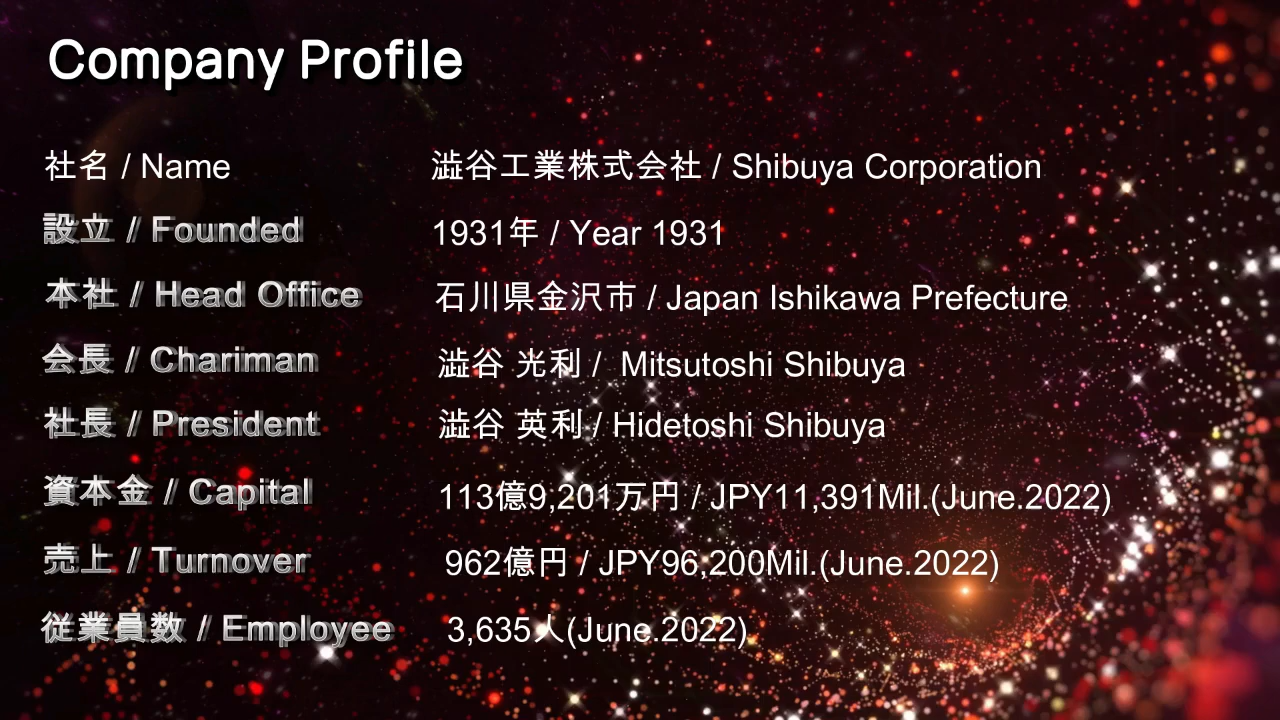 Company Profile
社名 / Name 澁谷工業株式会社 / Shibuya Corporation
設立 / Founded 1931年 / Year 1931
本社 / Head Office 石川県金沢市 / Japan Ishikawa Prefecture
会長 / Chariman 澁谷 光利 / Mitsutoshi Shibuya
社長 / President 澁谷 英利 / Hidetoshi Shibuya
資本金 / Capital 113億9,201万円 / JPY11,391Mil.(June.2022)
売上 / Turnover 962億円 / JPY96,200Mil.(June.2022)
従業員数 / Employee 3,635人(June.2022)